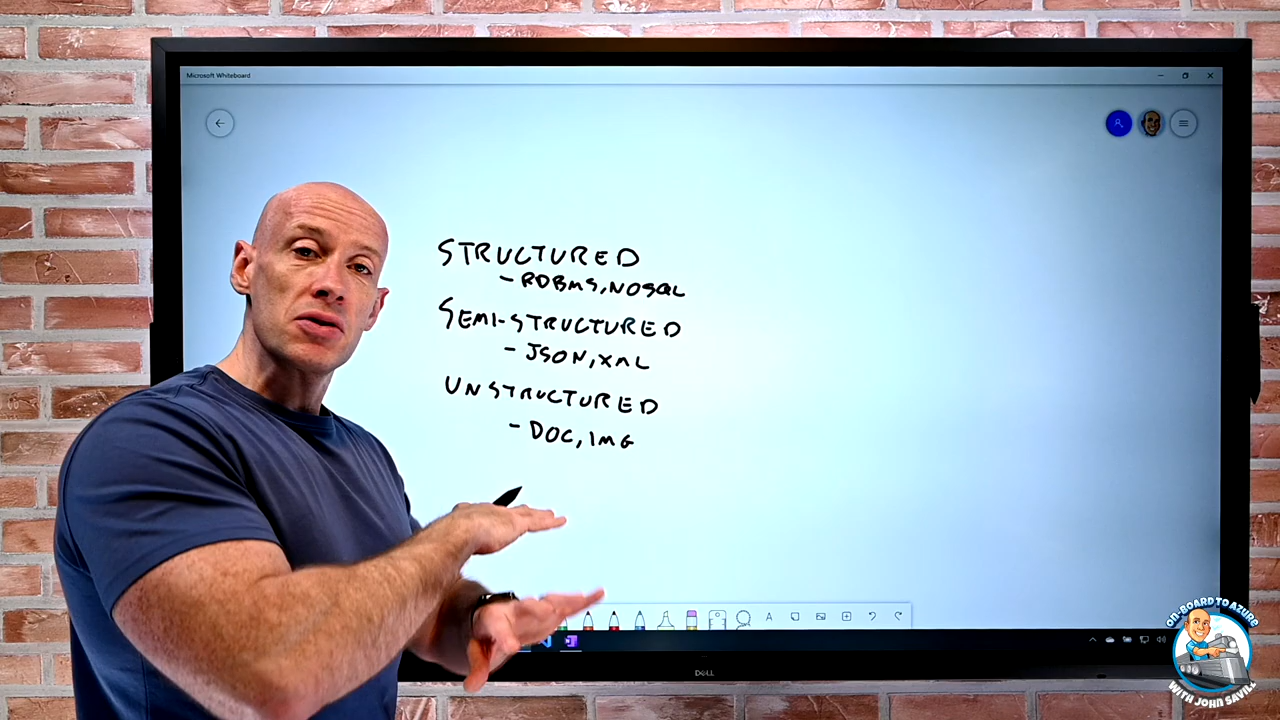 Microsoft Whiteboard
STRUCTURED
- RDBMS, NOSQL
SEMI-STRUCTURED
- JSON, XML
UNSTRUCTURED
- DOC, IMG
A
DELL
ON-BOARD TO AZURE
WITH JOHN SAVILL